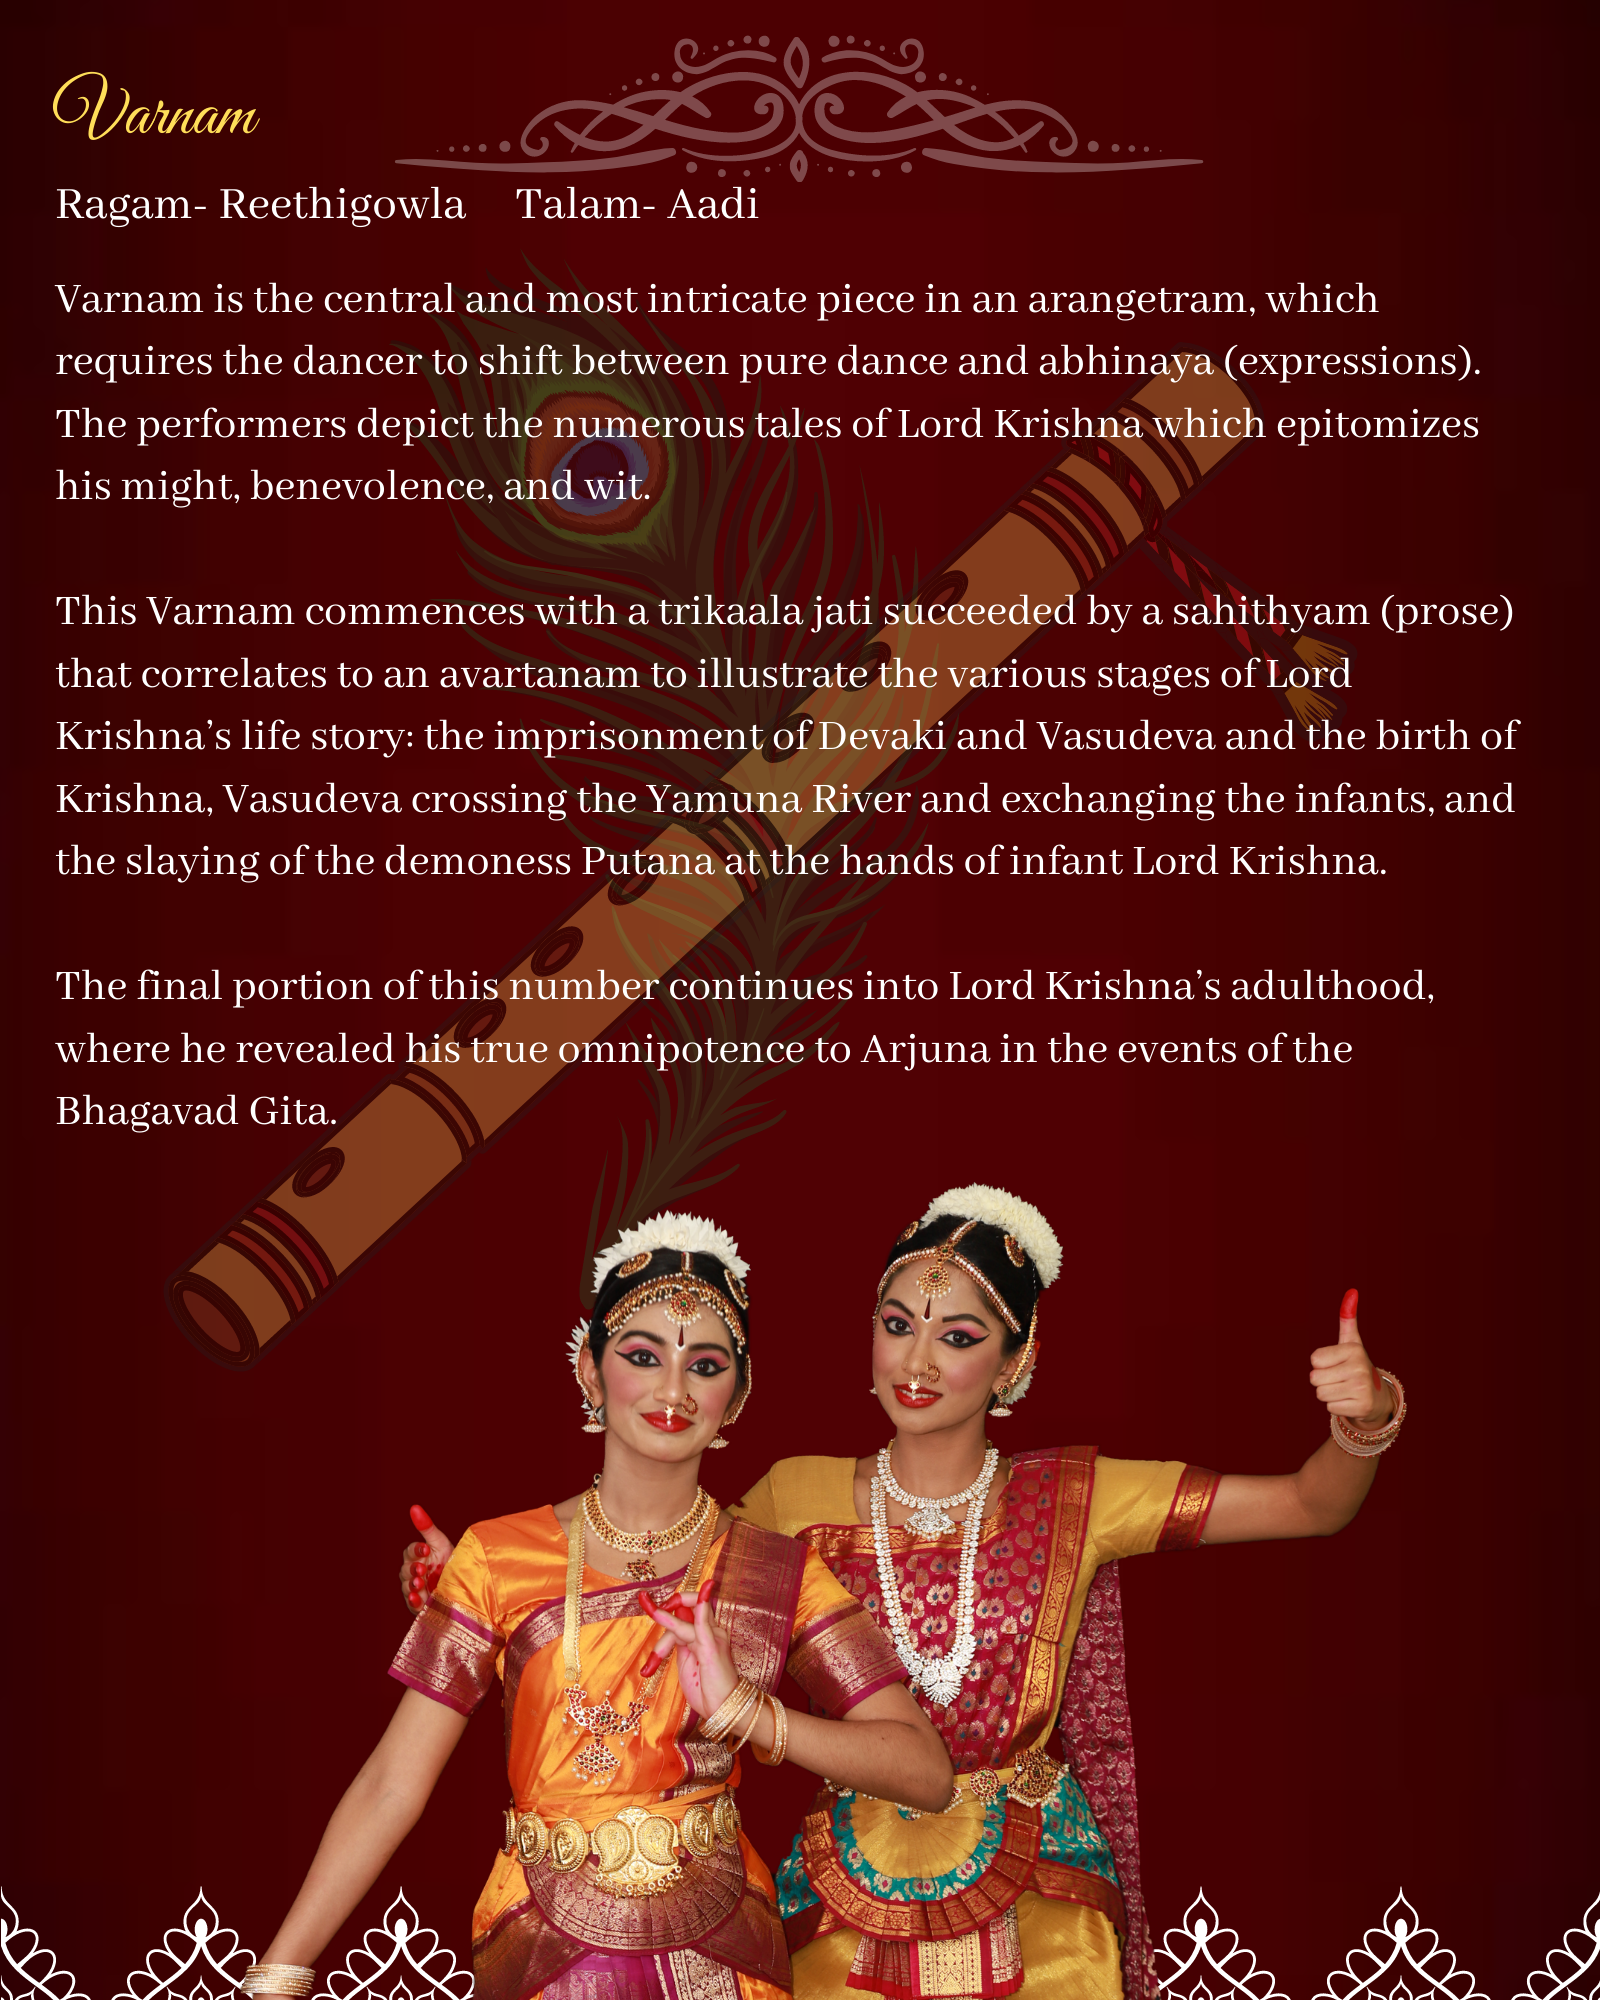 Varnam
Ragam- Reethigowla Talam- Aadi
Varnam is the central and most intricate piece in an arangetram, which
requires the dancer to shift between pure dance and abhinaya (expressions).
The performers depict the numerous tales of Lord Krishna which epitomizes
his might, benevolence, and wit.
This Varnam commences with a trikaala jati succeeded by a sahithyam (prose)
that correlates to an avartanam to illustrate the various stages of Lord
Krishna’s life story: the imprisonment of Devaki and Vasudeva and the birth of
Krishna, Vasudeva crossing the Yamuna River and exchanging the infants, and
the slaying of the demoness Putana at the hands of infant Lord Krishna.
The final portion of this number continues into Lord Krishna’s adulthood,
where he revealed his true omnipotence to Arjuna in the events of the
Bhagavad Gita.